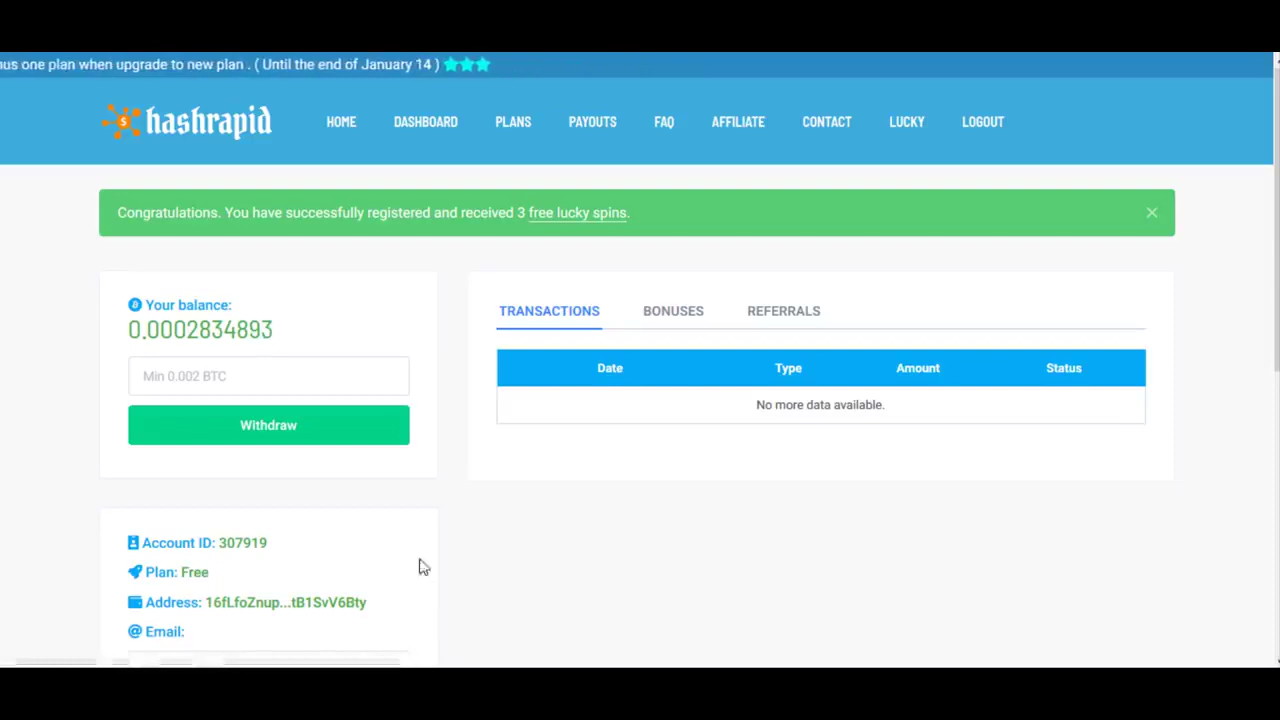 nus one plan when upgrade to new plan . ( Until the end of January 14 )
hashrapid HOME DASHBOARD PLANS PAYOUTS FAQ AFFILIATE CONTACT LUCKY LOGOUT
Congratulations. You have successfully registered and received 3 free lucky spins.
Your balance:
0.0002834893
Min 0.002 BTC
Withdraw
TRANSACTIONS BONUSES REFERRALS
Date Type Amount Status
No more data available.
Account ID: 307919
Plan: Free
Address: 16fLfoZnup...tB1SvV6Bty
Email: